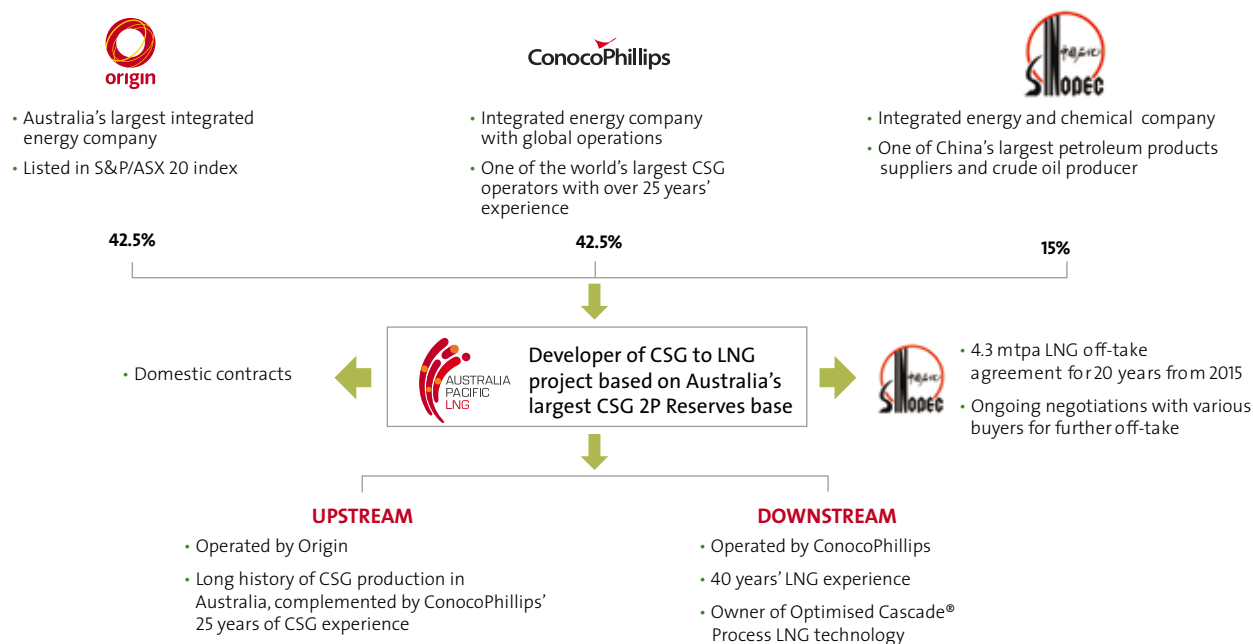 origin
ConocoPhillips
SINOPEC
• Australia's largest integrated
energy company
• Listed in S&P/ASX 20 index
• Integrated energy company
with global operations
• One of the world's largest CSG
operators with over 25 years'
experience
• Integrated energy and chemical company
• One of China's largest petroleum products
suppliers and crude oil producer
42.5%
42.5%
15%
• Domestic contracts
AUSTRALIA
PACIFIC
LNG
Developer of CSG to LNG
project based on Australia's
largest CSG 2P Reserves base
SINOPEC
• 4.3 mtpa LNG off-take
agreement for 20 years from 2015
• Ongoing negotiations with various
buyers for further off-take
UPSTREAM
• Operated by Origin
• Long history of CSG production in
Australia, complemented by ConocoPhillips'
25 years of CSG experience
DOWNSTREAM
• Operated by ConocoPhillips
• 40 years' LNG experience
• Owner of Optimised Cascade®
Process LNG technology